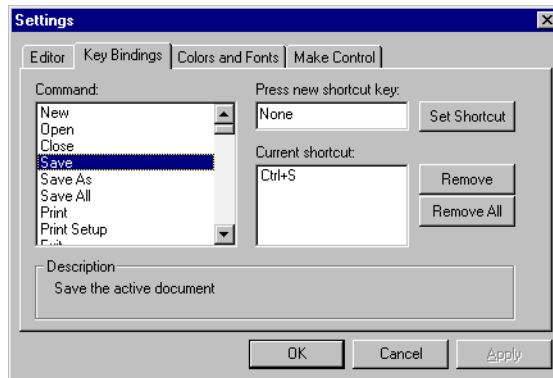 Settings
Editor Key Bindings Colors and Fonts Make Control
Command:
New
Open
Close
Save
Save As
Save All
Print
Print Setup
Exit
Press new shortcut key:
None
Set Shortcut
Current shortcut:
Ctrl+S
Remove
Remove All
Description
Save the active document
OK Cancel Apply